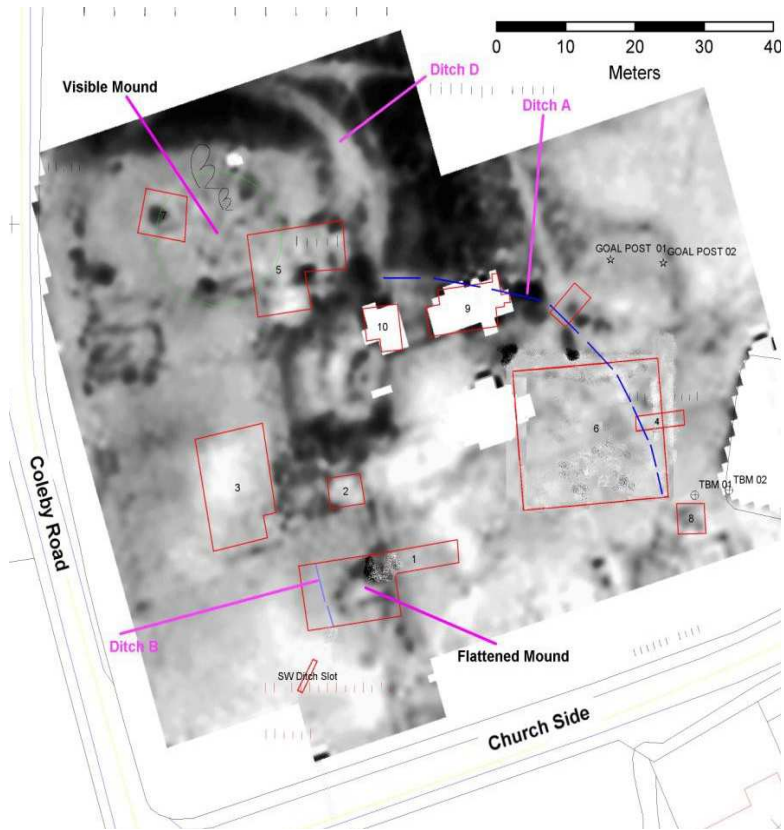 0 10 20 30 40
Meters
Ditch D
Visible Mound
Ditch A
7
GOAL POST 01
GOAL POST 02
5
9
10
6
4
3
2
TBM 01
TBM 02
8
1
Coleby Road
Ditch B
Flattened Mound
SW Ditch Slot
Church Side